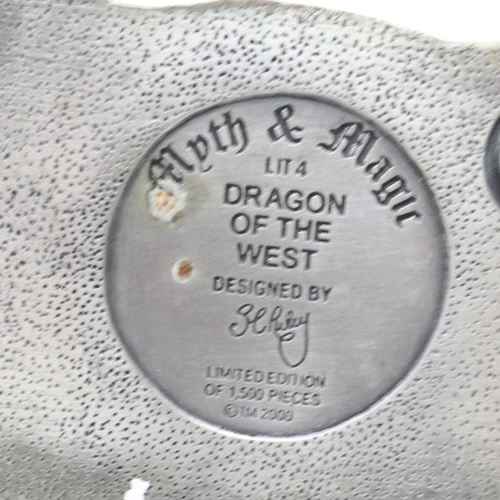 Myth & Magic
LIT 4
DRAGON
OF THE
WEST
DESIGNED BY
LIMITED EDITION
OF 1,500 PIECES
©TM 2000